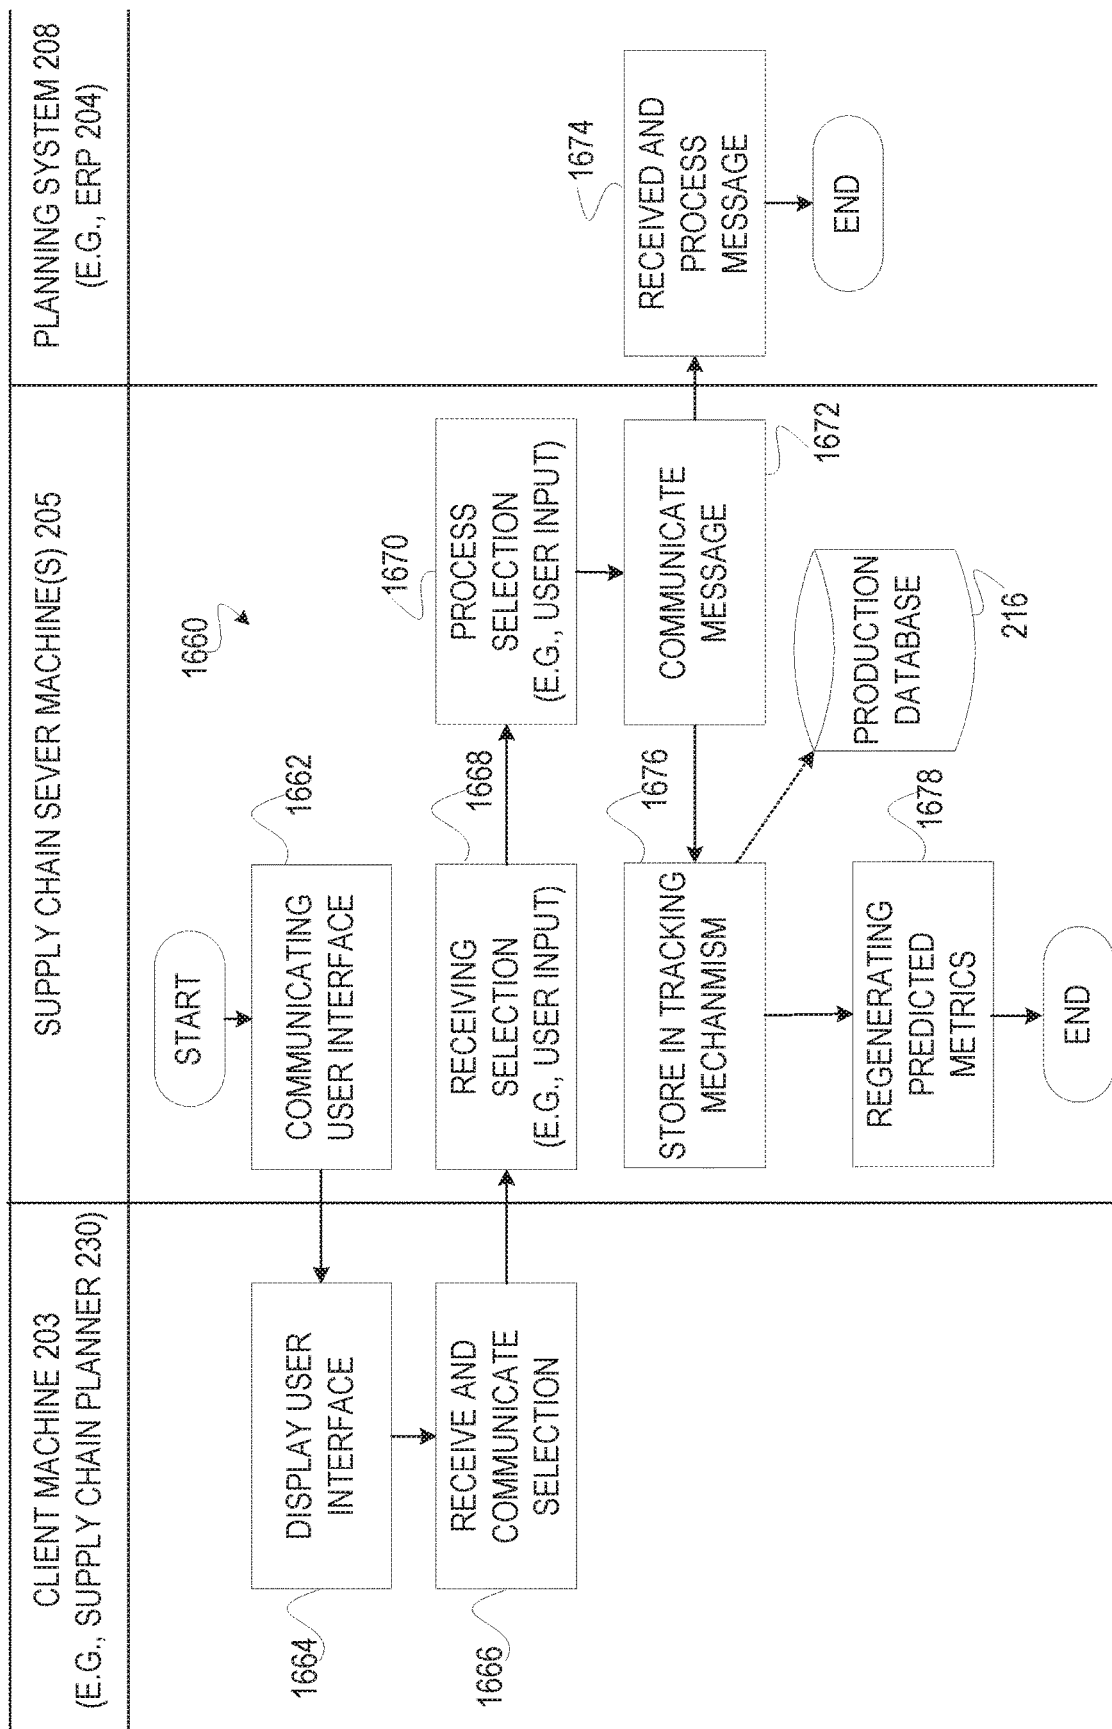 CLIENT MACHINE 203
(E.G., SUPPLY CHAIN PLANNER 230)
SUPPLY CHAIN SEVER MACHINE(S) 205
PLANNING SYSTEM 208
(E.G., ERP 204)
1660
START
COMMUNICATING
USER INTERFACE
1662
DISPLAY USER
INTERFACE
1664
RECEIVE AND
COMMUNICATE
SELECTION
1666
RECEIVING
SELECTION
(E.G., USER INPUT)
1668
PROCESS
SELECTION
(E.G., USER INPUT)
1670
COMMUNICATE
MESSAGE
1672
RECEIVED AND
PROCESS
MESSAGE
1674
END
STORE IN TRACKING
MECHANMISM
1676
PRODUCTION
DATABASE
216
REGENERATING
PREDICTED
METRICS
1678
END